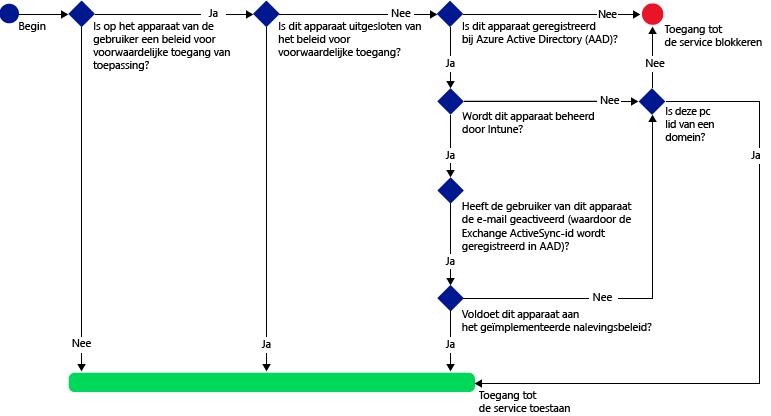 Begin
Is op het apparaat van de
gebruiker een beleid voor
voorwaardelijke toegang van
toepassing?
Ja
Is dit apparaat uitgesloten van
het beleid voor
voorwaardelijke toegang?
Nee
Is dit apparaat geregistreerd
bij Azure Active Directory (AAD)?
Nee
Toegang tot
de service blokkeren
Ja
Nee
Wordt dit apparaat beheerd
door Intune?
Nee
Is deze pc
lid van een
domein?
Ja
Ja
Heeft de gebruiker van dit apparaat
de e-mail geactiveerd (waardoor de
Exchange ActiveSync-id wordt
geregistreerd in AAD)?
Ja
Nee
Voldoet dit apparaat aan
het geïmplementeerde nalevingsbeleid?
Nee
Ja
Ja
Toegang tot
de service toestaan